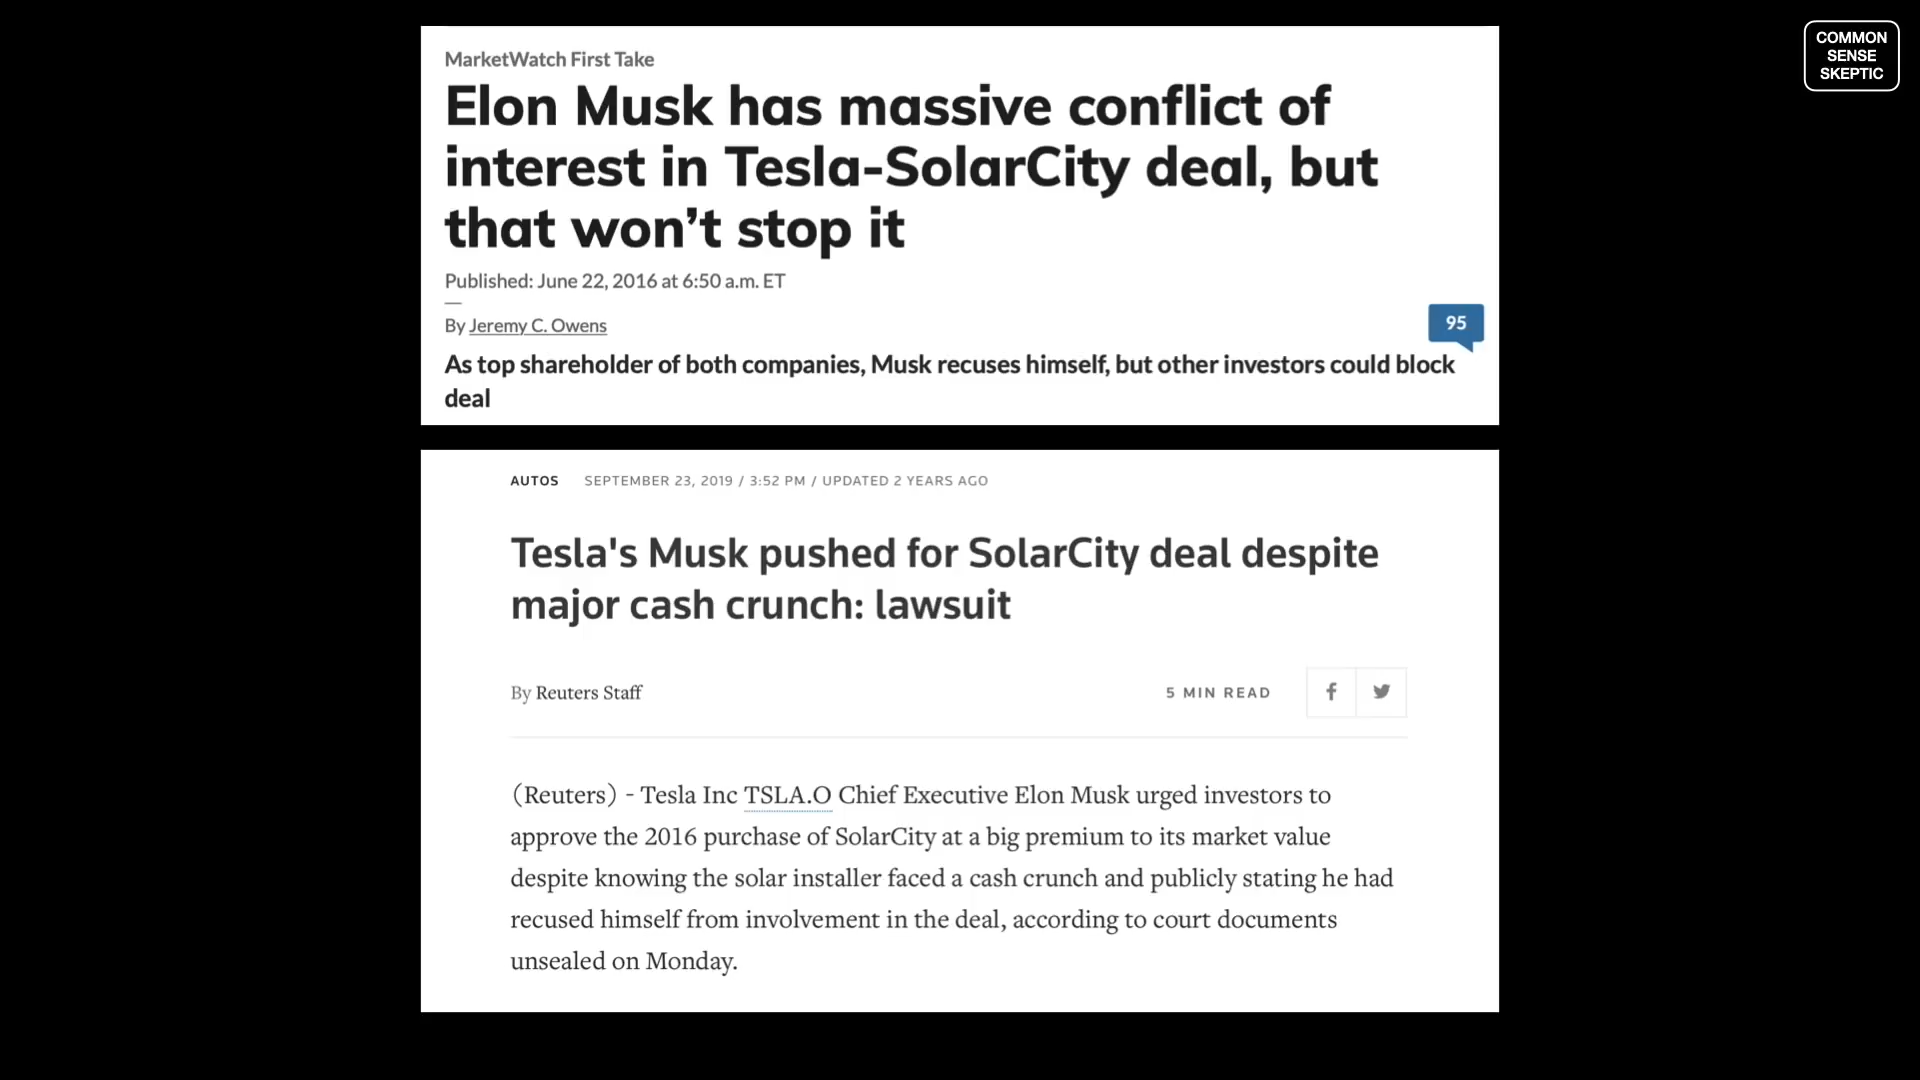 COMMON
SENSE
SKEPTIC
MarketWatch First Take
Elon Musk has massive conflict of
interest in Tesla-SolarCity deal, but
that won’t stop it
Published: June 22, 2016 at 6:50 a.m. ET
By Jeremy C. Owens
95
As top shareholder of both companies, Musk recuses himself, but other investors could block
deal
AUTOS SEPTEMBER 23, 2019 / 3:52 PM / UPDATED 2 YEARS AGO
Tesla's Musk pushed for SolarCity deal despite
major cash crunch: lawsuit
By Reuters Staff
5 MIN READ
(Reuters) - Tesla Inc TSLA.O Chief Executive Elon Musk urged investors to
approve the 2016 purchase of SolarCity at a big premium to its market value
despite knowing the solar installer faced a cash crunch and publicly stating he had
recused himself from involvement in the deal, according to court documents
unsealed on Monday.